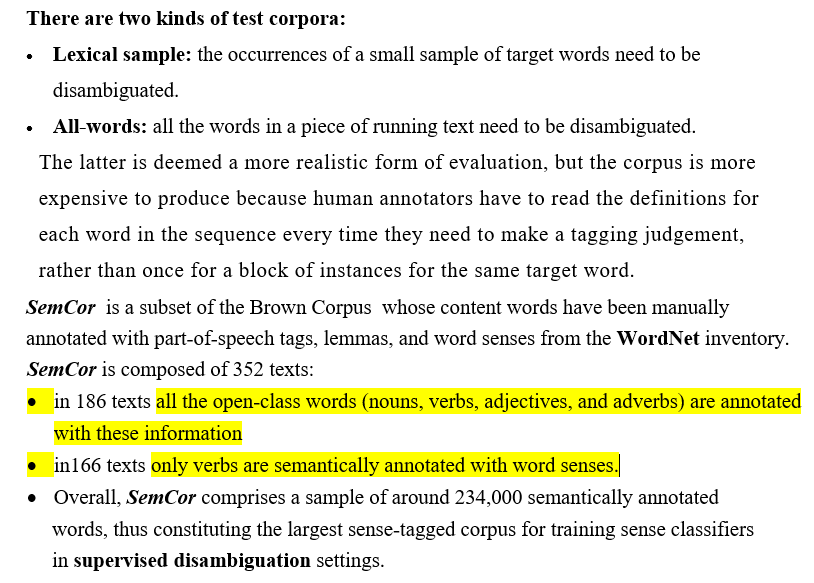 There are two kinds of test corpora:
• Lexical sample: the occurrences of a small sample of target words need to be
disambiguated.
• All-words: all the words in a piece of running text need to be disambiguated.
The latter is deemed a more realistic form of evaluation, but the corpus is more
expensive to produce because human annotators have to read the definitions for
each word in the sequence every time they need to make a tagging judgement,
rather than once for a block of instances for the same target word.
SemCor is a subset of the Brown Corpus whose content words have been manually
annotated with part-of-speech tags, lemmas, and word senses from the WordNet inventory.
SemCor is composed of 352 texts:
• in 186 texts all the open-class words (nouns, verbs, adjectives, and adverbs) are annotated
with these information
• in166 texts only verbs are semantically annotated with word senses.
• Overall, SemCor comprises a sample of around 234,000 semantically annotated
words, thus constituting the largest sense-tagged corpus for training sense classifiers
in supervised disambiguation settings.